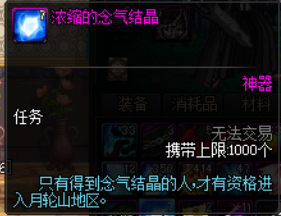 7
浓缩的念气结晶
神器
装备 消耗品 材料
任务
33
无法交易
携带上限:1000个
只有得到念气结晶的人,才有资格进
入月轮山地区。